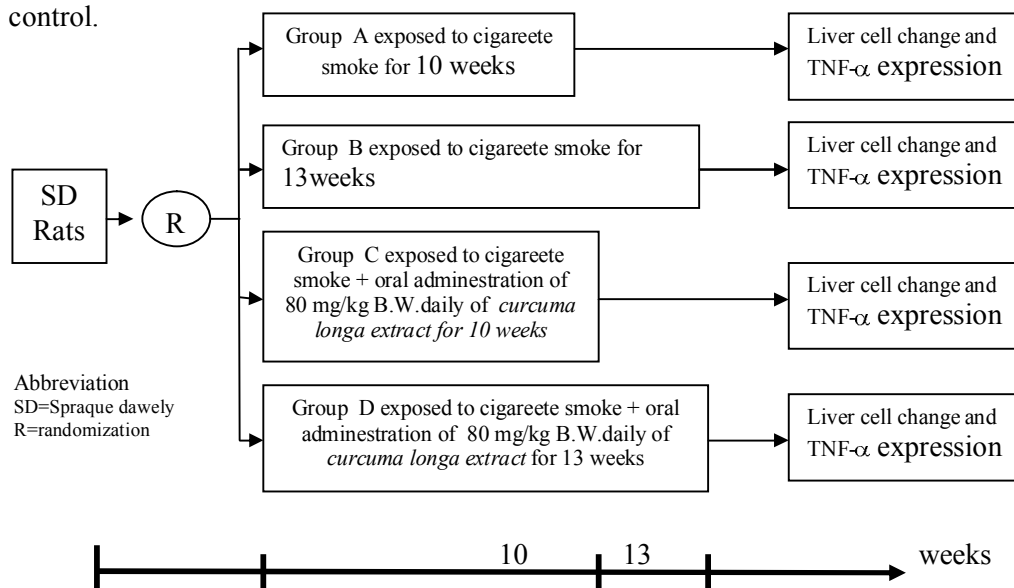 control.
Group A exposed to cigareete
smoke for 10 weeks
Liver cell change and
TNF-α expression
Group B exposed to cigareete smoke for
13weeks
Liver cell change and
TNF-α expression
SD
Rats
R
Group C exposed to cigareete
smoke + oral adminestration of
80 mg/kg B.W.daily of curcuma
longa extract for 10 weeks
Liver cell change and
TNF-α expression
Abbreviation
SD=Spraque dawely
R=randomization
Group D exposed to cigareete smoke + oral
adminestration of 80 mg/kg B.W.daily of
curcuma longa extract for 13 weeks
Liver cell change and
TNF-α expression
10 13 weeks